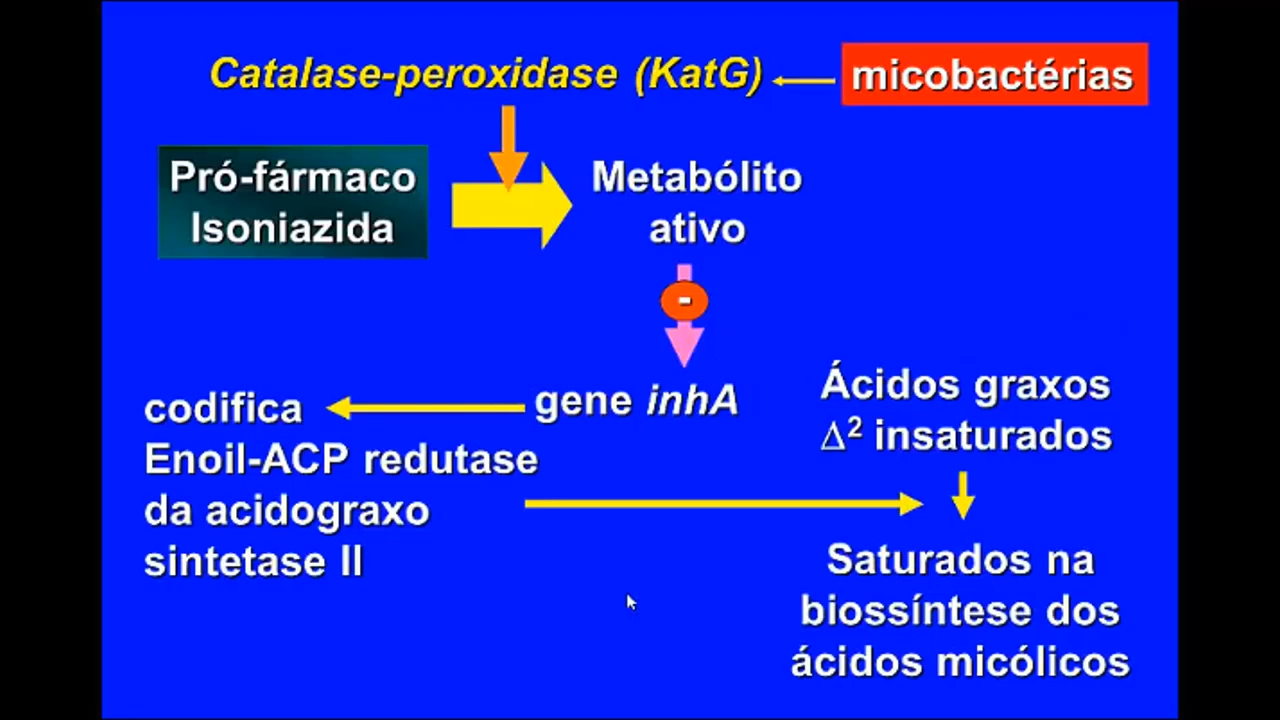 Catalase-peroxidase (KatG)
micobactérias
Pró-fármaco
Isoniazida
Metabólito
ativo
-
gene inhA
codifica
Enoil-ACP redutase
da acidograxo
sintetase II
Ácidos graxos
Δ² insaturados
Saturados na
biossíntese dos
ácidos micólicos